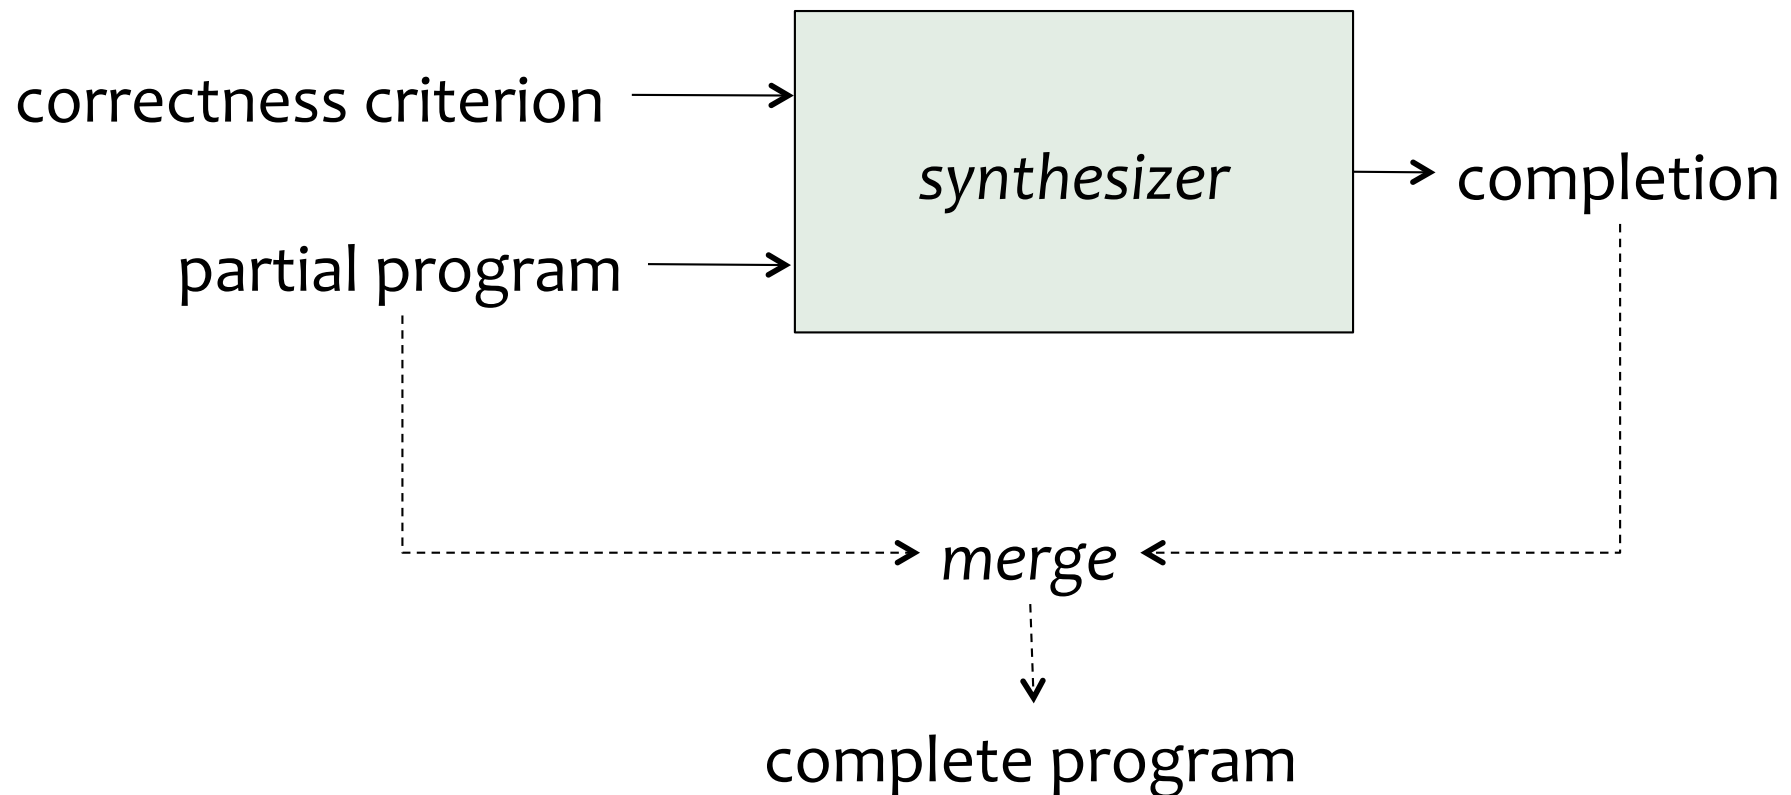 correctness criterion
synthesizer
completion
partial program
merge
complete program